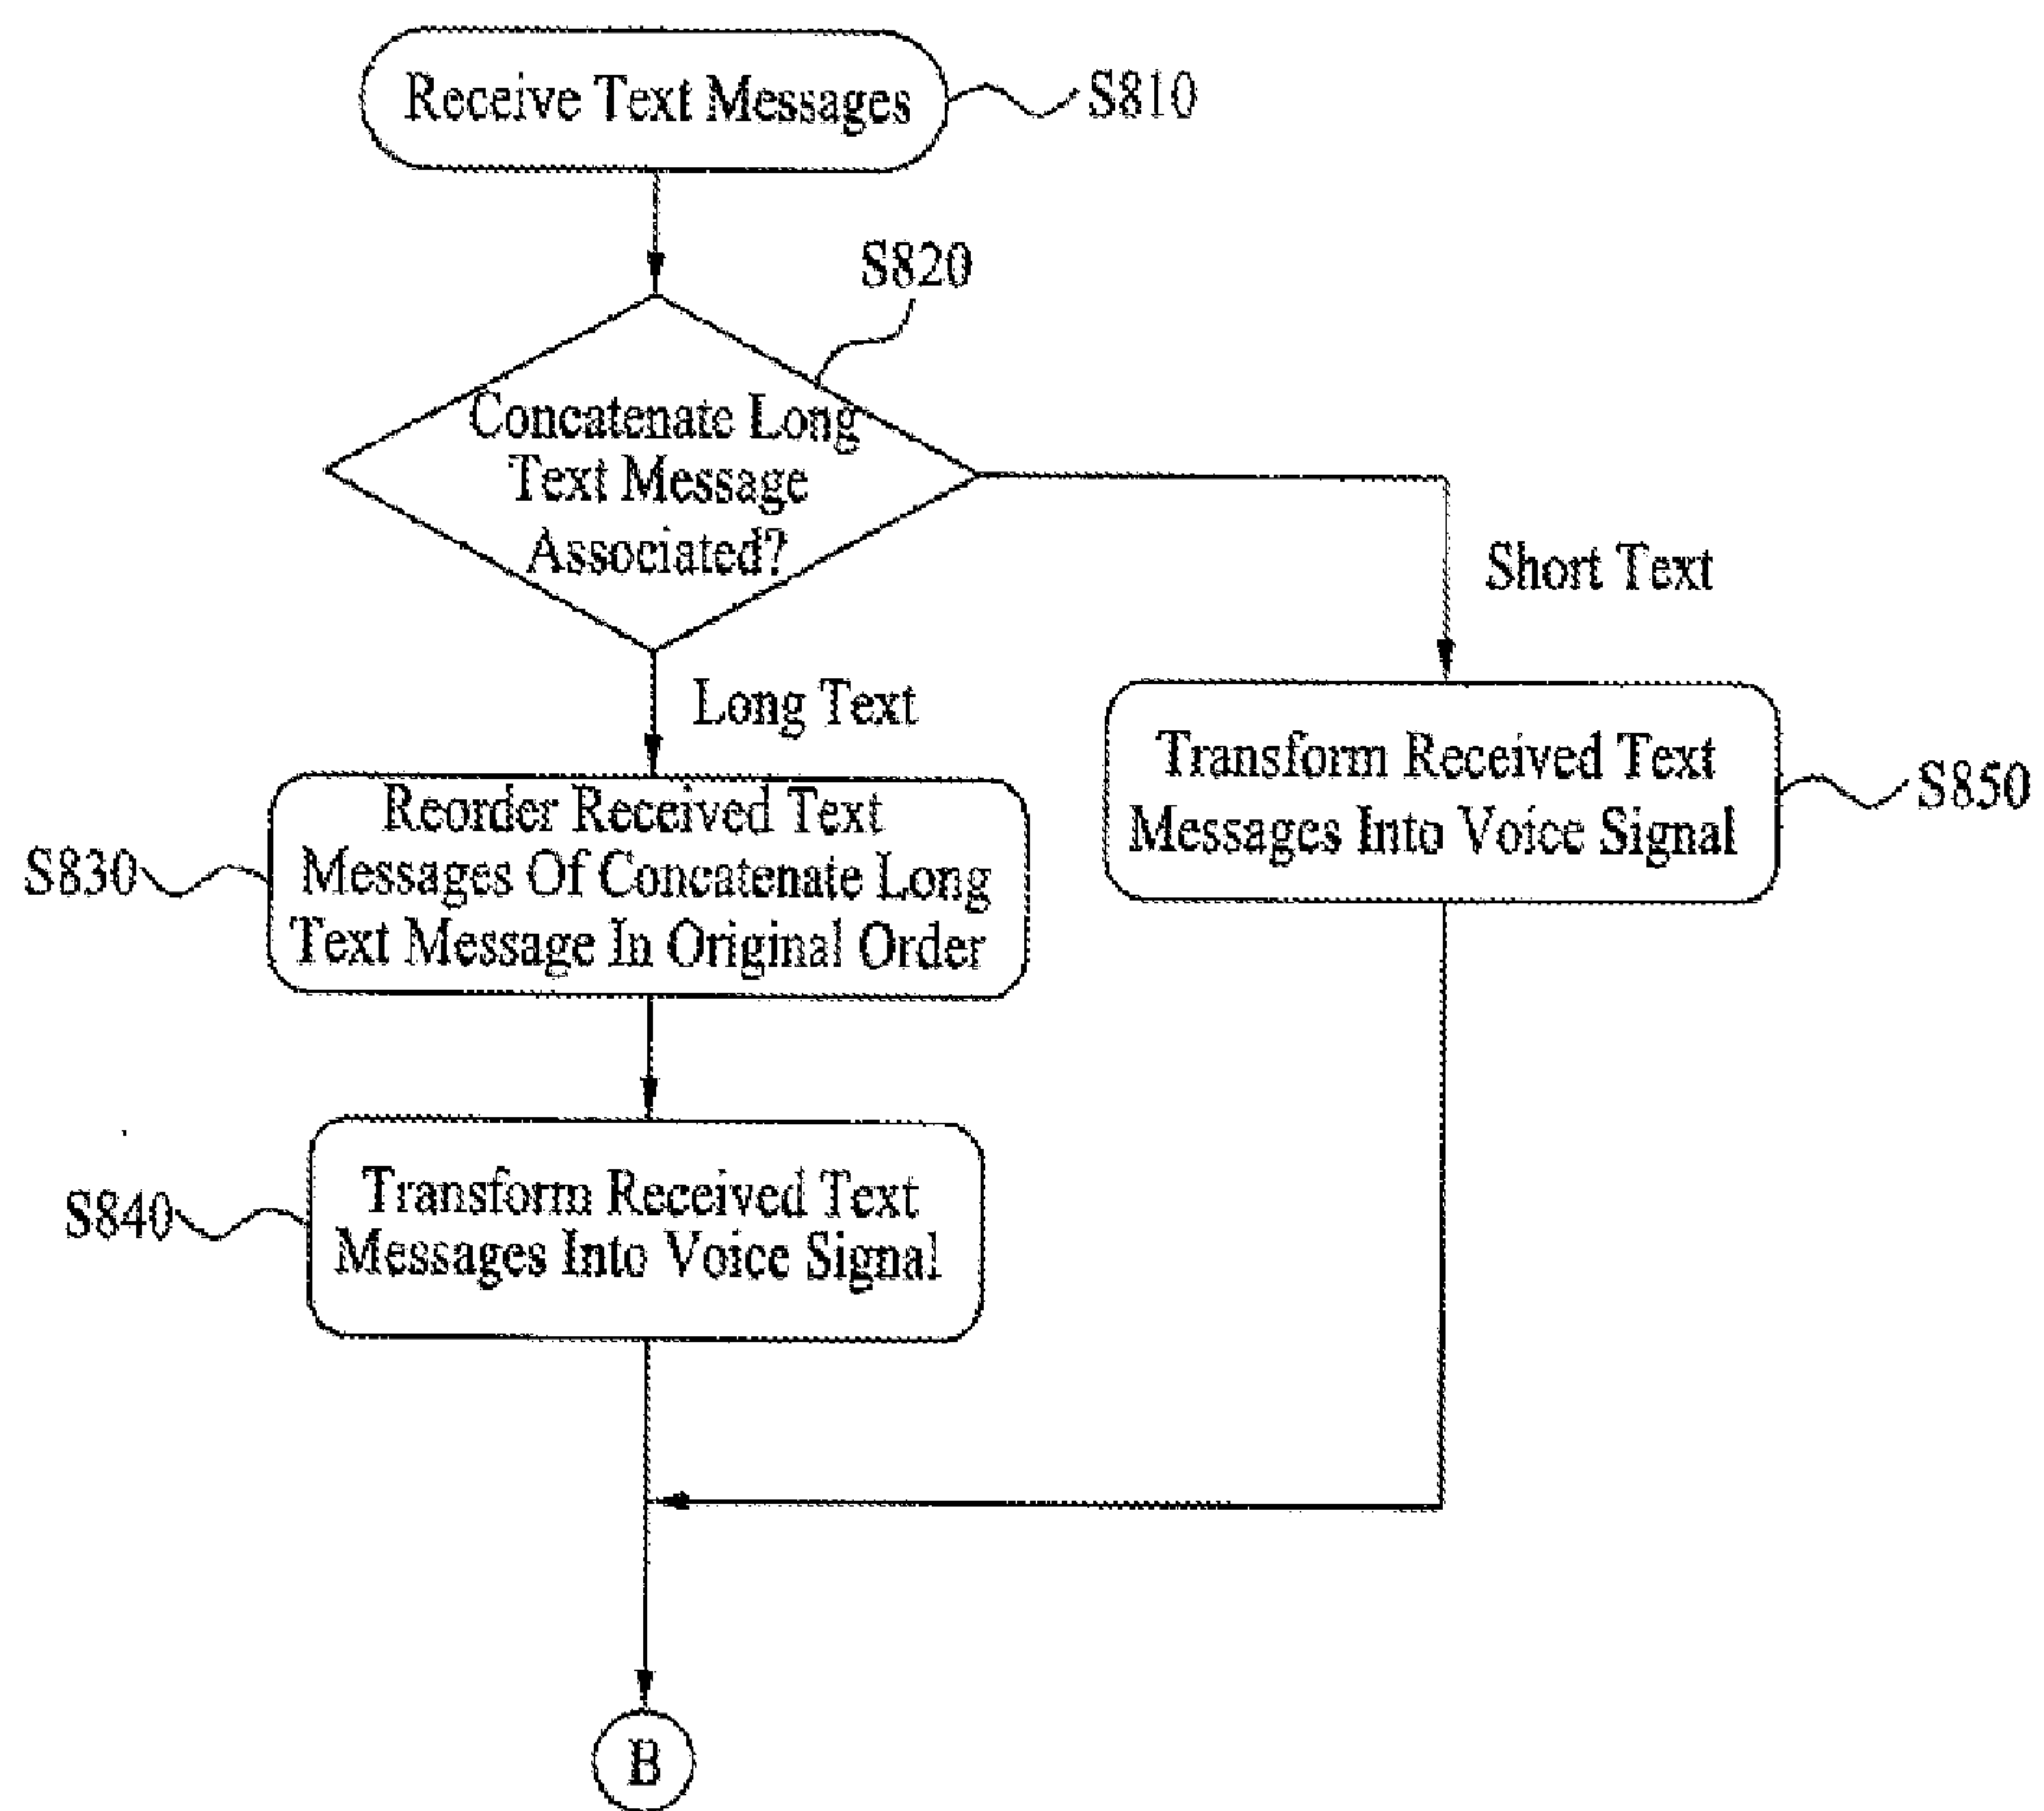 Receive Text Messages
S810
S820
Concatenate Long
Text Message
Associated?
Short Text
Long Text
Transform Received Text
Messages Into Voice Signal
S850
Reorder Received Text
Messages Of Concatenate Long
Text Message In Original Order
S830
Transform Received Text
Messages Into Voice Signal
S840
B